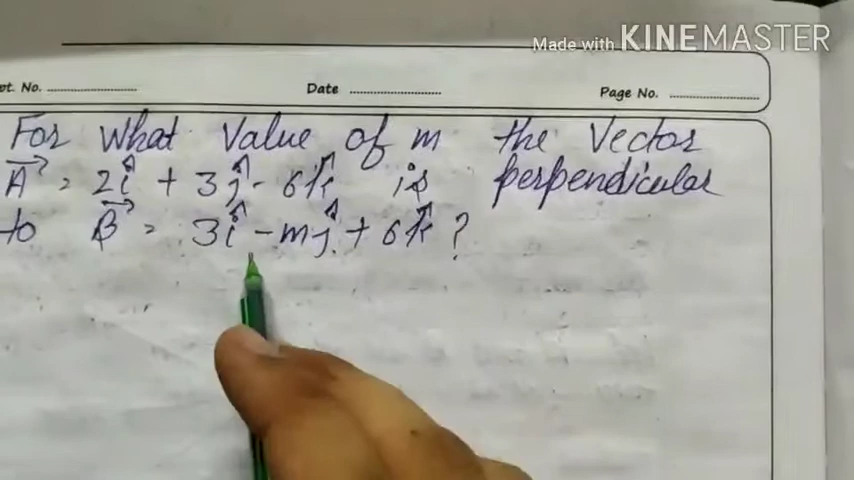 Made with KINEMASTER
pt. No. Date Page No.
For What Value of m the Vector
A⃗ = 2î + 3ĵ - 6k̂ is perpendicular
to B⃗ = 3î - mĵ + 6k̂ ?